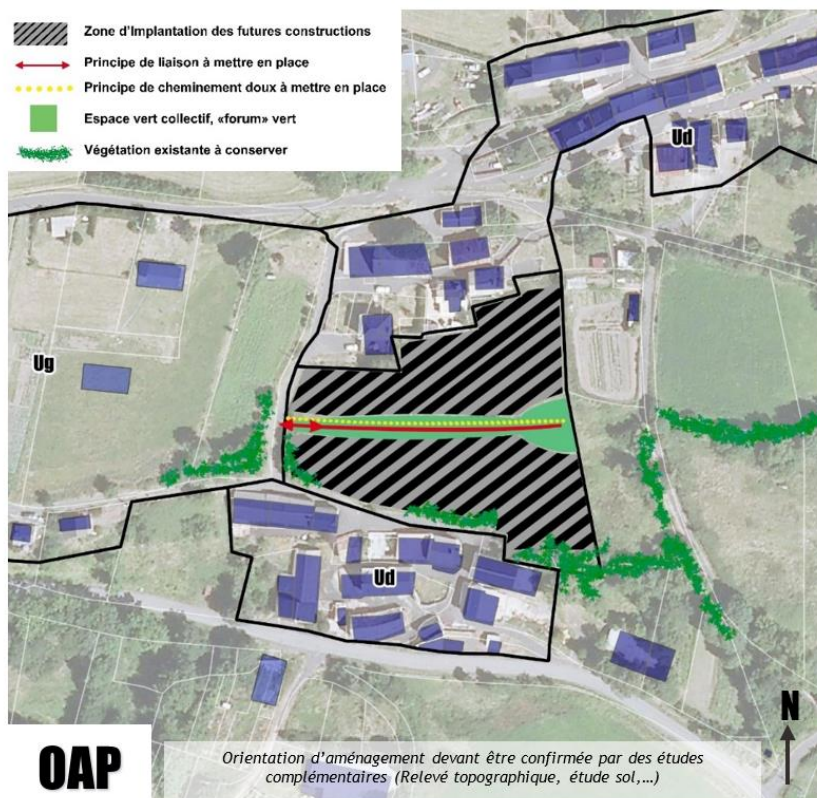 Zone d'Implantation des futures constructions
Principe de liaison à mettre en place
Principe de cheminement doux à mettre en place
Espace vert collectif, «forum» vert
Végétation existante à conserver
Ud
Ug
Ud
N
OAP
Orientation d'aménagement devant être confirmée par des études
complémentaires (Relevé topographique, étude sol,...)